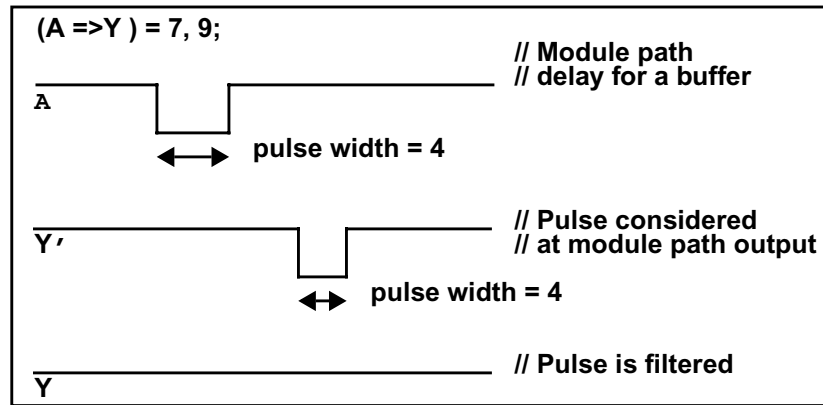 (A =>Y ) = 7, 9;
// Module path
// delay for a buffer
A
pulse width = 4
Y'
// Pulse considered
// at module path output
pulse width = 4
Y
// Pulse is filtered